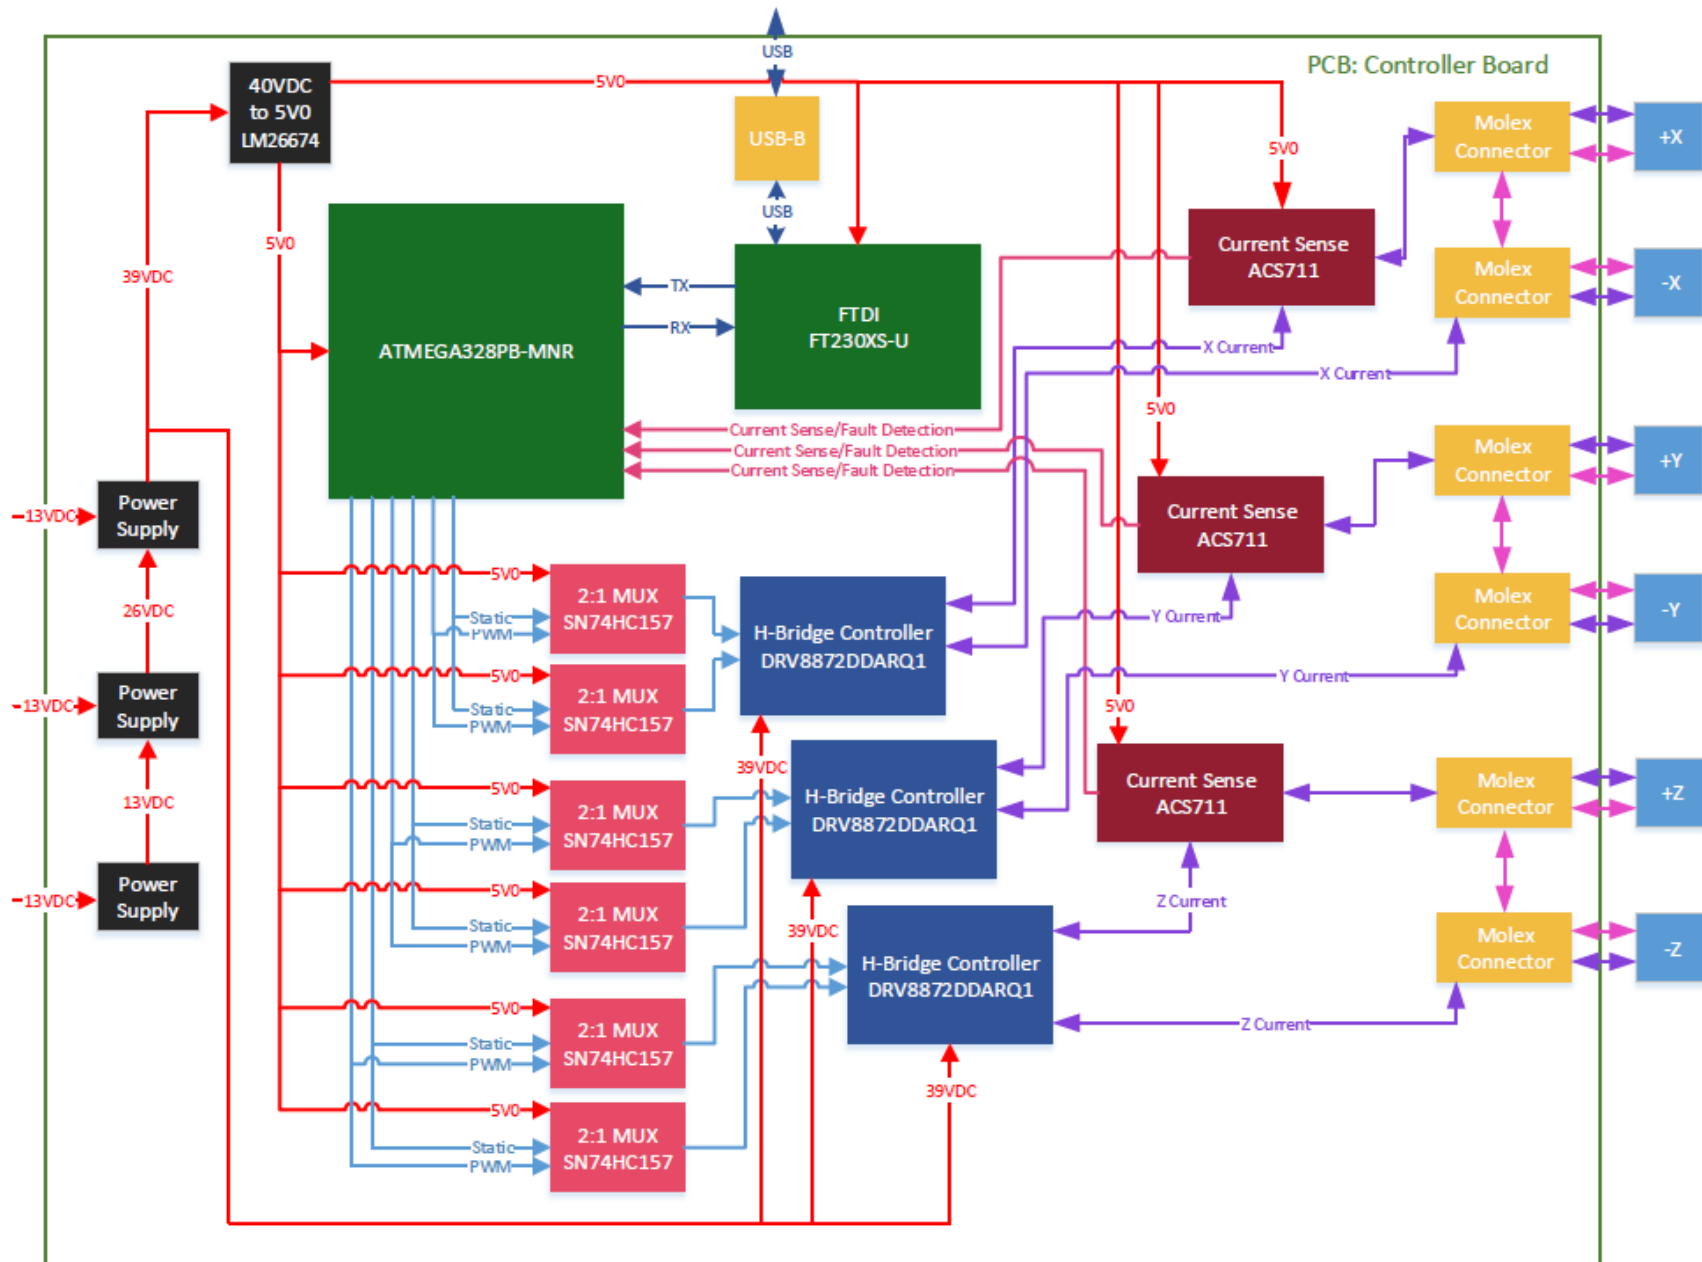 USB
PCB: Controller Board
40VDC
to 5V0
LM26674
5V0
USB-B
USB
5V0
5V0
39VDC
Molex
Connector
+X
Current Sense
ACS711
Molex
Connector
-X
ATMEGA328PB-MNR
TX
RX
FTDI
FT230XS-U
X Current
X Current
5V0
Current Sense/Fault Detection
Current Sense/Fault Detection
Current Sense/Fault Detection
Molex
Connector
+Y
Current Sense
ACS711
Molex
Connector
-Y
Y Current
Y Current
5V0
13VDC
Power
Supply
26VDC
13VDC
Power
Supply
13VDC
13VDC
Power
Supply
5V0
Static
PWM
2:1 MUX
SN74HC157
H-Bridge Controller
DRV8872DDARQ1
5V0
Static
PWM
2:1 MUX
SN74HC157
39VDC
5V0
Static
PWM
2:1 MUX
SN74HC157
H-Bridge Controller
DRV8872DDARQ1
Current Sense
ACS711
Molex
Connector
+Z
5V0
Static
PWM
2:1 MUX
SN74HC157
39VDC
Z Current
H-Bridge Controller
DRV8872DDARQ1
Molex
Connector
-Z
5V0
Static
PWM
2:1 MUX
SN74HC157
Z Current
39VDC
5V0
Static
PWM
2:1 MUX
SN74HC157